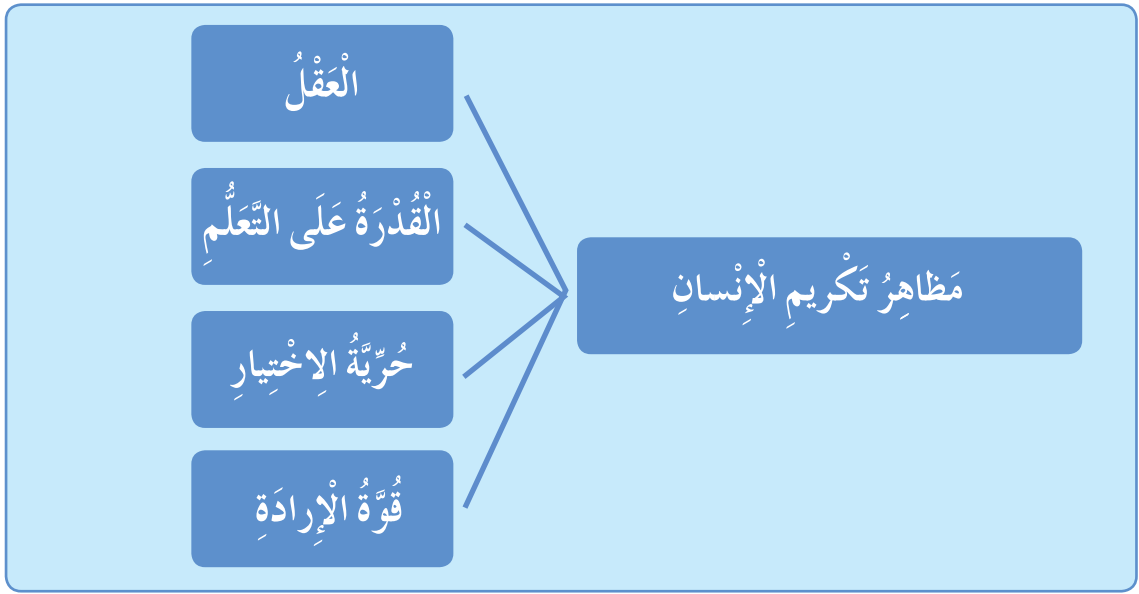 مَظاهِرُ تَكْريمِ الْإِنْسانِ
الْعَقْلُ
الْقُدْرَةُ عَلَى التَّعَلُّمِ
حُرِّيَّةُ الِاخْتِيارِ
قُوَّةُ الْإِرادَةِ